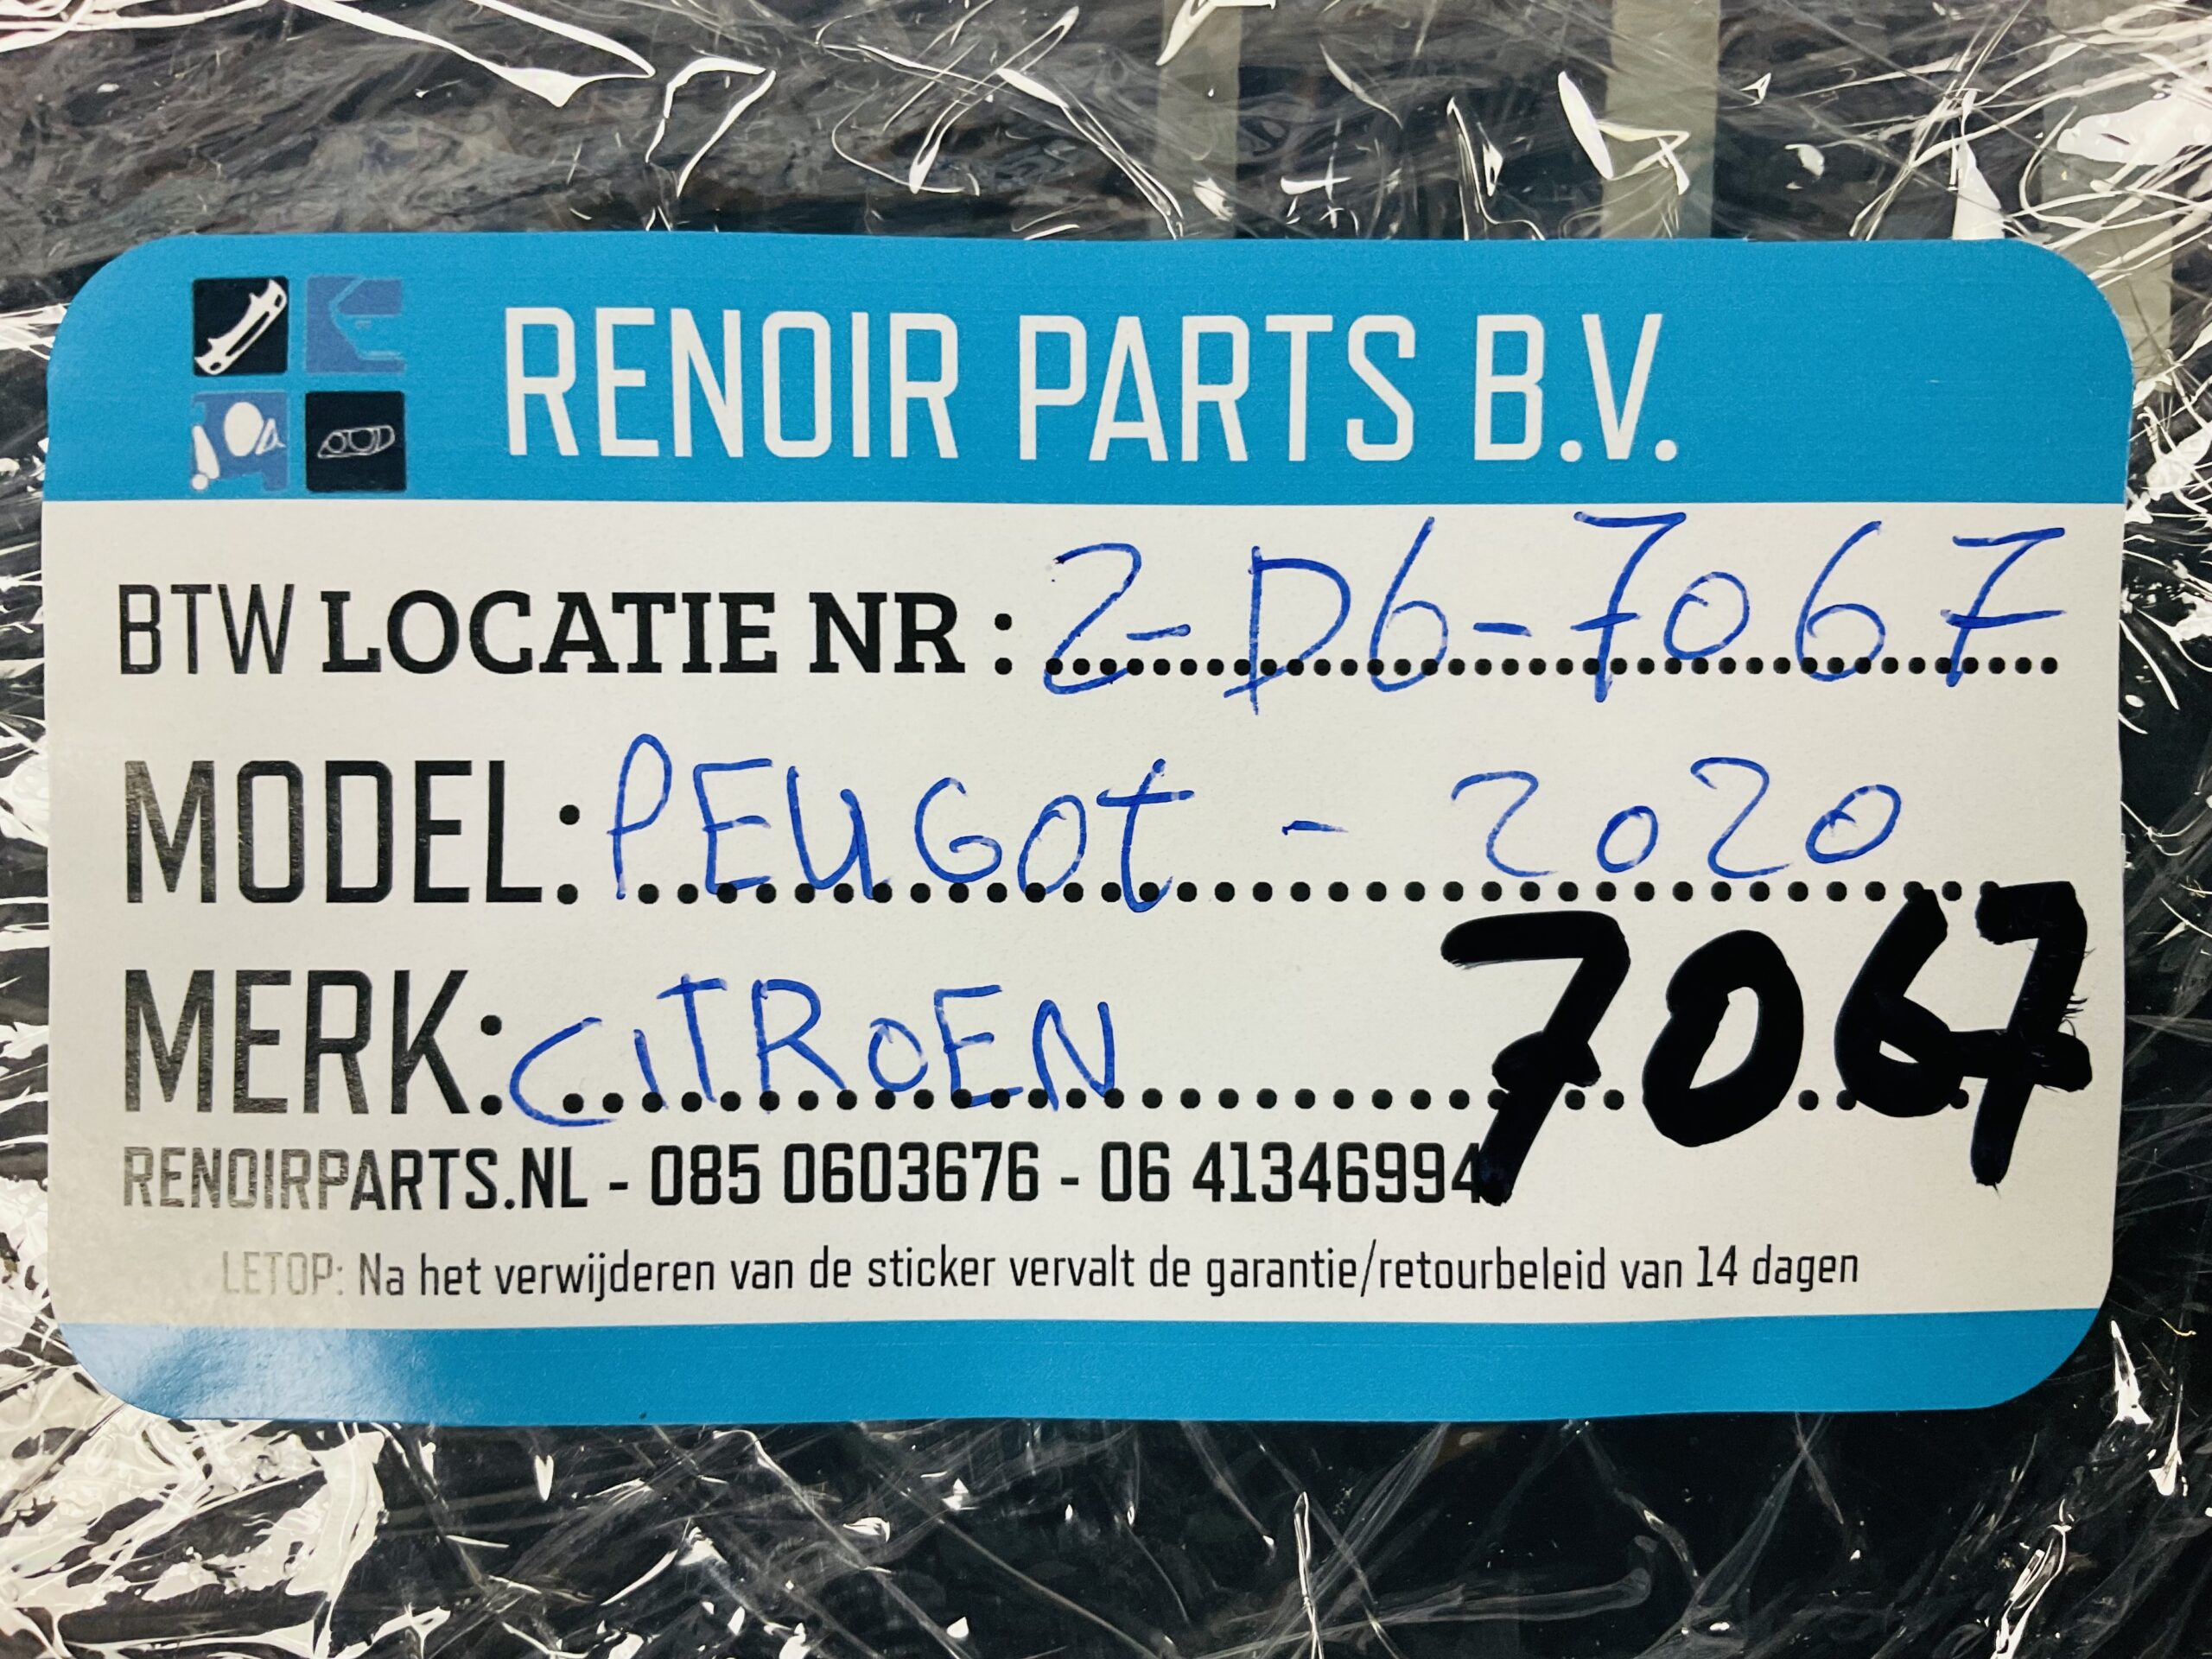 RENOIR PARTS B.V.
BTW LOCATIE NR : 2-D6-7067
MODEL: PEUGOt - 2020
MERK: CITROEN
7067
RENOIRPARTS.NL - 085 0603676 - 06 41346994
LETOP: Na het verwijderen van de sticker vervalt de garantie/retourbeleid van 14 dagen